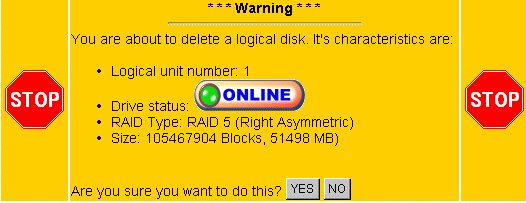 * * * Warning * * *
You are about to delete a logical disk. It's characteristics are:
• Logical unit number: 1
• Drive status: ONLINE
• RAID Type: RAID 5 (Right Asymmetric)
• Size: 105467904 Blocks, 51498 MB)
STOP
STOP
Are you sure you want to do this? YES NO